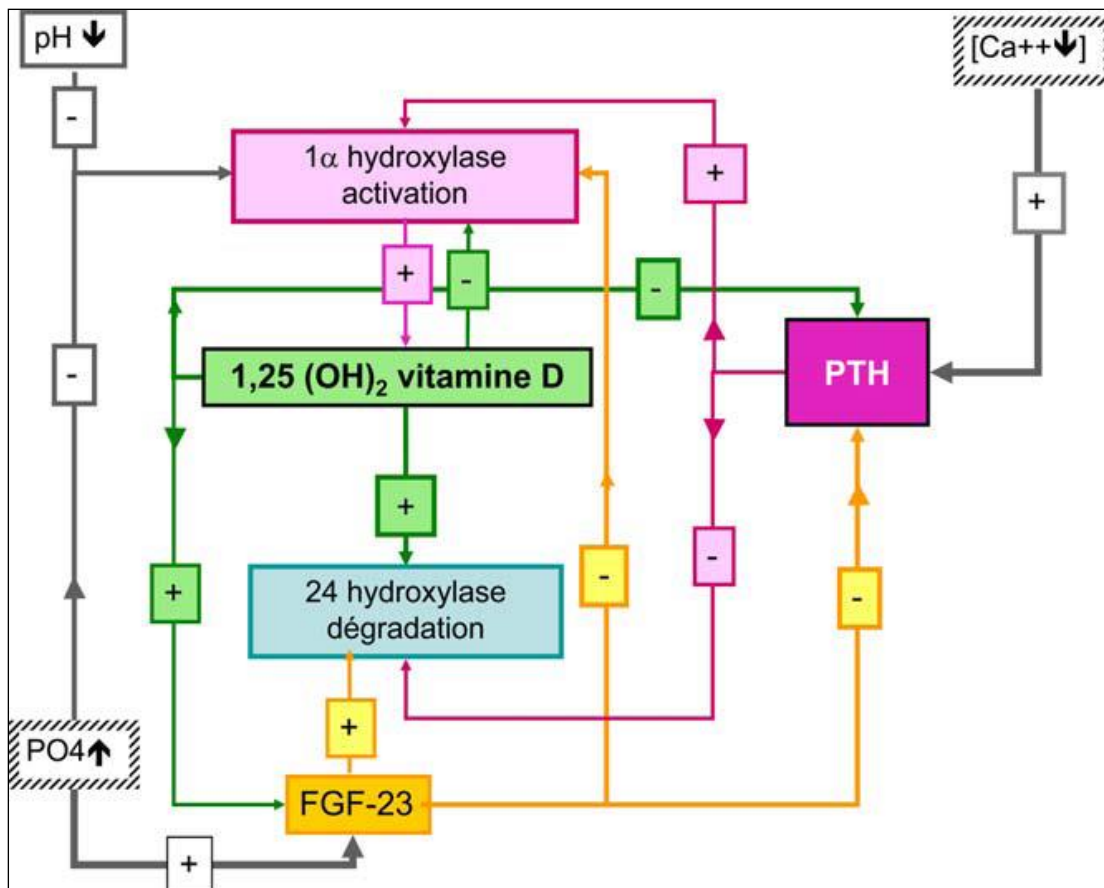 pH 🡻
[Ca++🡻]
-
1α hydroxylase
activation
+
+
+
-
-
-
1,25 (OH)₂ vitamine D
PTH
+
-
-
+
24 hydroxylase
dégradation
-
-
+
PO4🡹
FGF-23
+